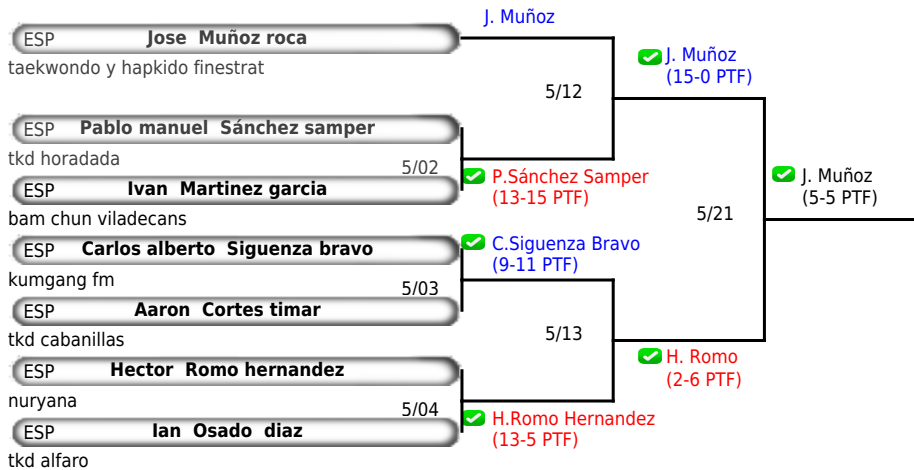 J. Muñoz
ESP Jose Muñoz roca
taekwondo y hapkido finestrat
J. Muñoz
(15-0 PTF)
5/12
ESP Pablo manuel Sánchez samper
tkd horadada
5/02
P.Sánchez Samper
(13-15 PTF)
ESP Ivan Martinez garcia
bam chun viladecans
J. Muñoz
(5-5 PTF)
5/21
ESP Carlos alberto Siguenza bravo
kumgang fm
C.Siguenza Bravo
(9-11 PTF)
5/03
ESP Aaron Cortes timar
tkd cabanillas
5/13
H. Romo
(2-6 PTF)
ESP Hector Romo hernandez
nuryana
5/04
H.Romo Hernandez
(13-5 PTF)
ESP Ian Osado diaz
tkd alfaro